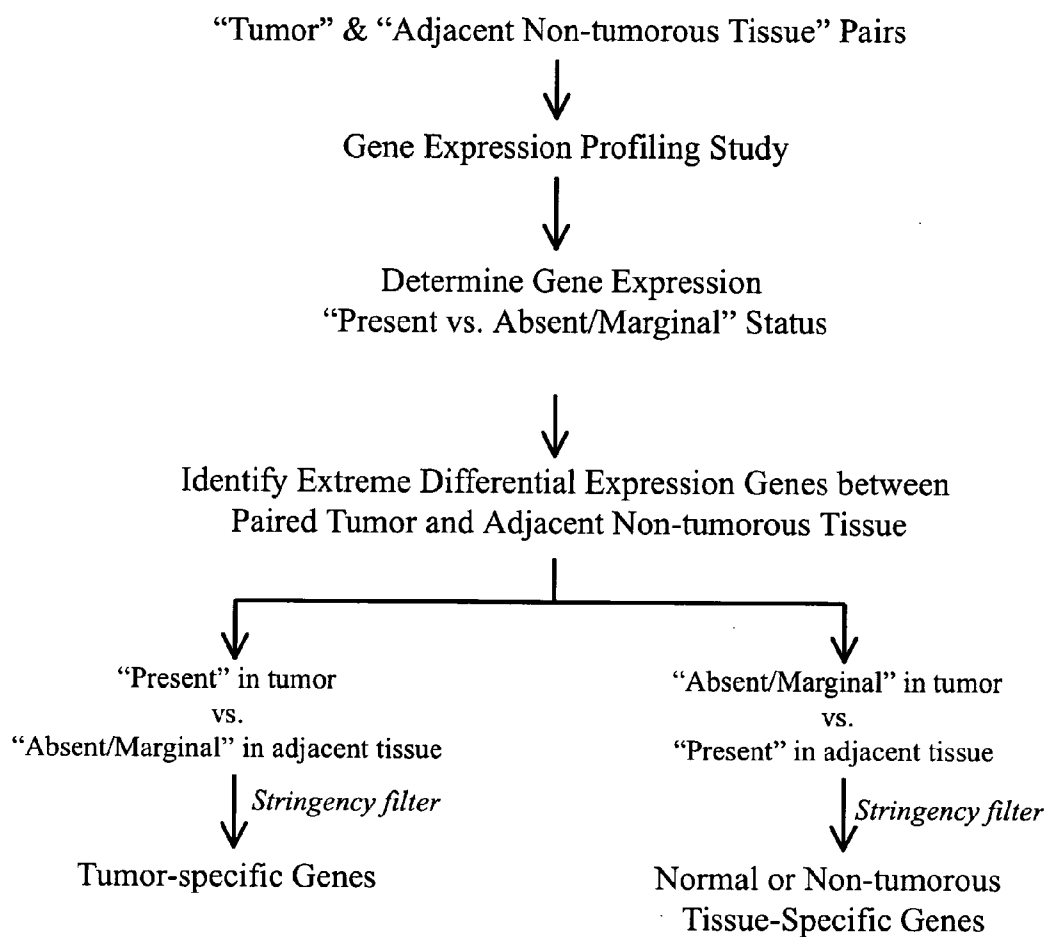 “Tumor” & “Adjacent Non-tumorous Tissue” Pairs
Gene Expression Profiling Study
Determine Gene Expression
“Present vs. Absent/Marginal” Status
Identify Extreme Differential Expression Genes between
Paired Tumor and Adjacent Non-tumorous Tissue
“Present” in tumor
vs.
“Absent/Marginal” in adjacent tissue
Stringency filter
Tumor-specific Genes
“Absent/Marginal” in tumor
vs.
“Present” in adjacent tissue
Stringency filter
Normal or Non-tumorous
Tissue-Specific Genes